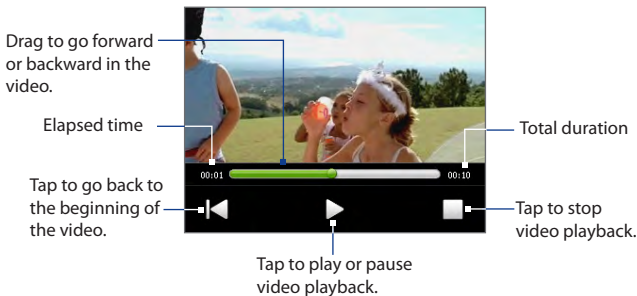 Drag to go forward
or backward in the
video.
Elapsed time
Total duration
00:01
00:10
Tap to go back to
the beginning of
the video.
Tap to stop
video playback.
Tap to play or pause
video playback.